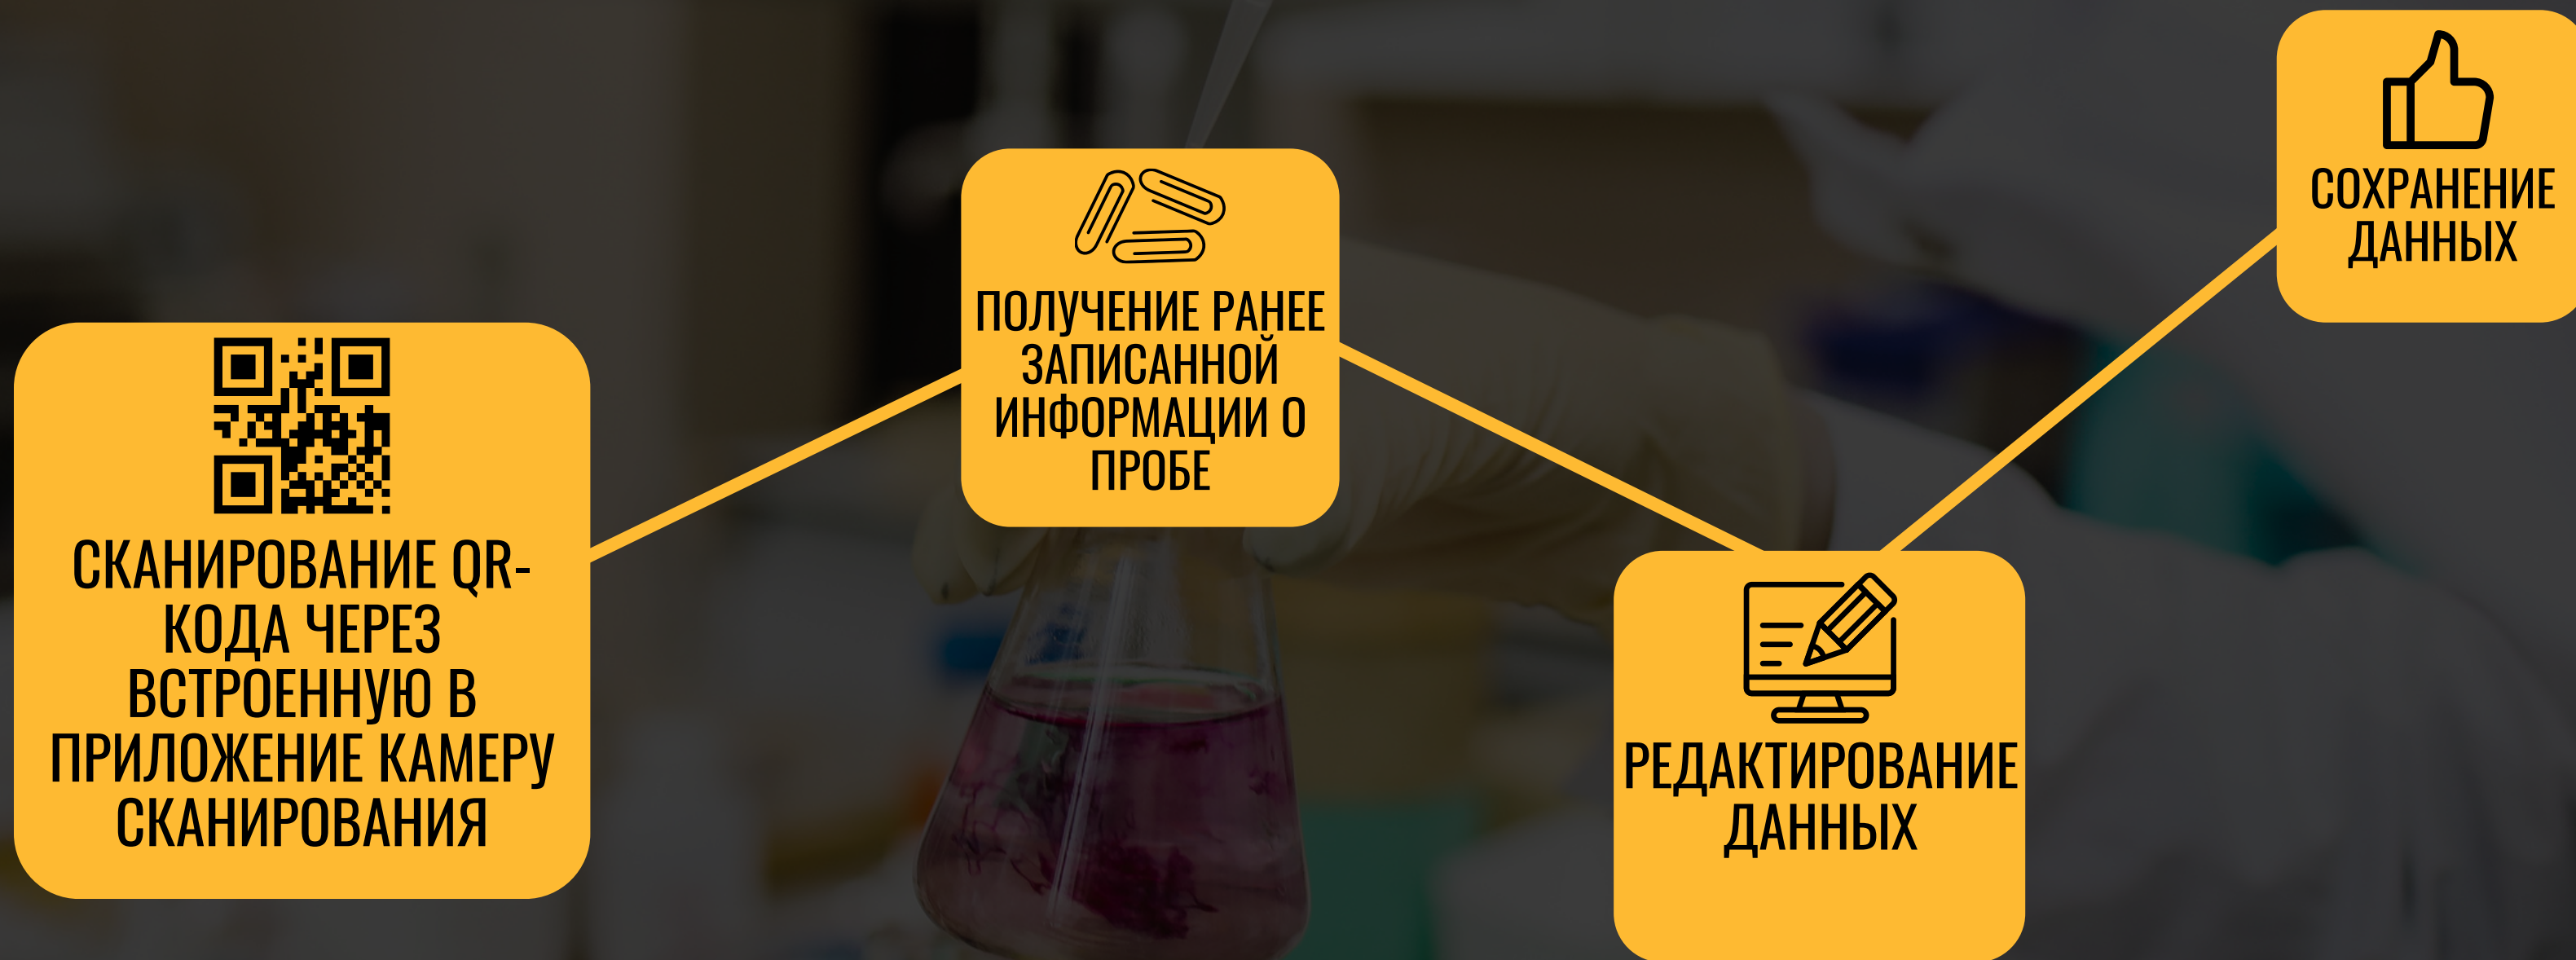 СКАНИРОВАНИЕ QR-
КОДА ЧЕРЕЗ
ВСТРОЕННУЮ В
ПРИЛОЖЕНИЕ КАМЕРУ
СКАНИРОВАНИЯ
ПОЛУЧЕНИЕ РАНЕЕ
ЗАПИСАННОЙ
ИНФОРМАЦИИ О
ПРОБЕ
РЕДАКТИРОВАНИЕ
ДАННЫХ
СОХРАНЕНИЕ
ДАННЫХ